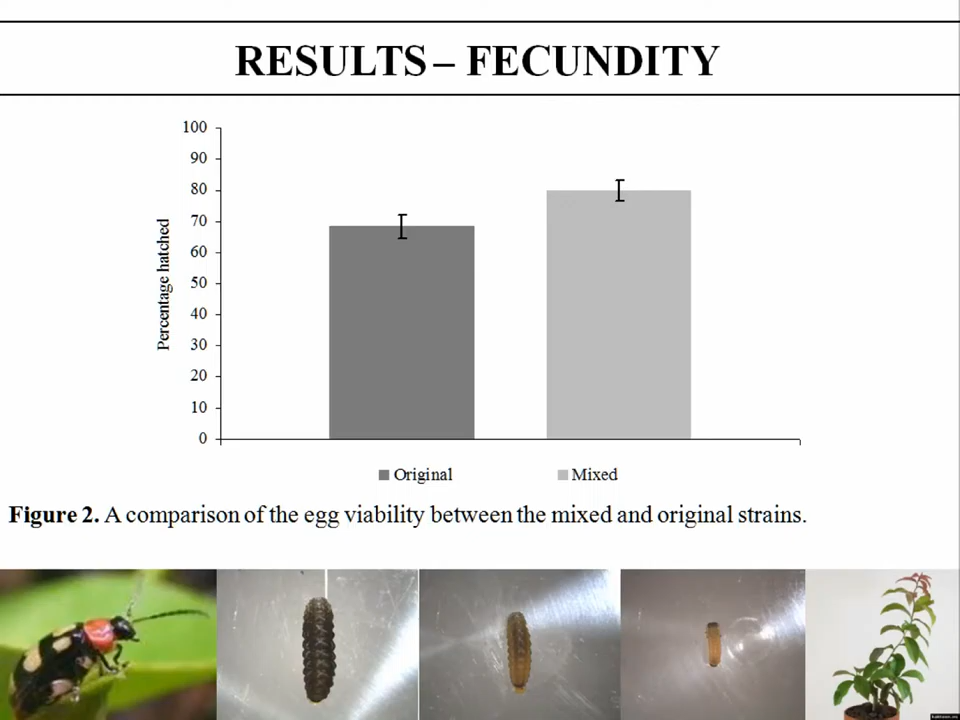 RESULTS – FECUNDITY
100
90
80
70
60
50
40
30
20
10
0
Percentage hatched
Original
Mixed
Figure 2. A comparison of the egg viability between the mixed and original strains.